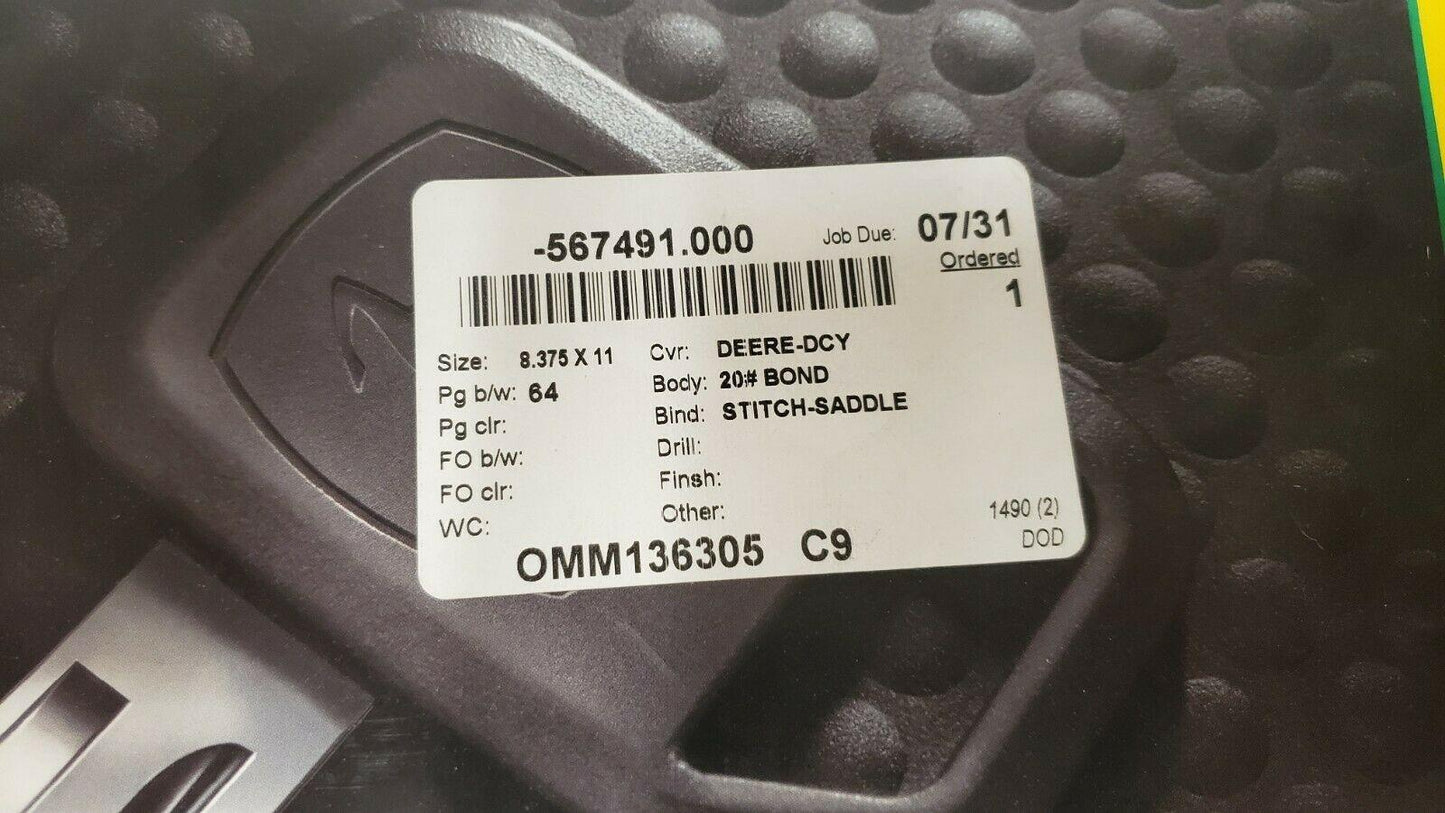 -567491.000 Job Due: 07/31
Ordered
1
Size: 8.375 X 11 Cvr: DEERE-DCY
Pg b/w: 64 Body: 20# BOND
Pg clr: Bind: STITCH-SADDLE
FO b/w: Drill:
FO clr: Finsh:
WC: Other: 1490 (2)
OMM136305 C9 DOD